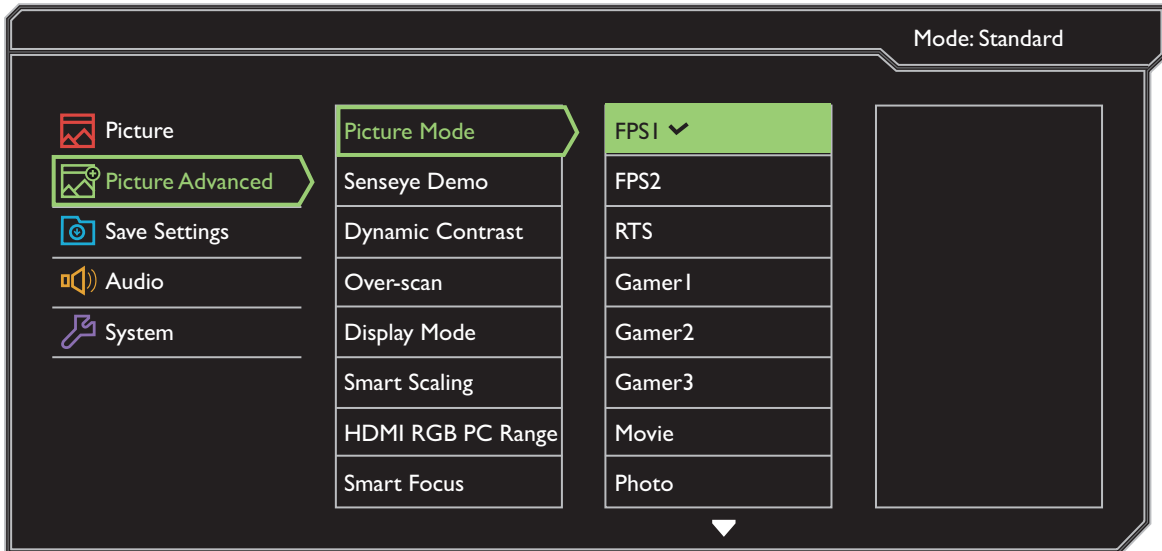 Mode: Standard
Picture
Picture Advanced
Save Settings
Audio
System
Picture Mode
Senseye Demo
Dynamic Contrast
Over-scan
Display Mode
Smart Scaling
HDMI RGB PC Range
Smart Focus
FPS1
FPS2
RTS
Gamer1
Gamer2
Gamer3
Movie
Photo